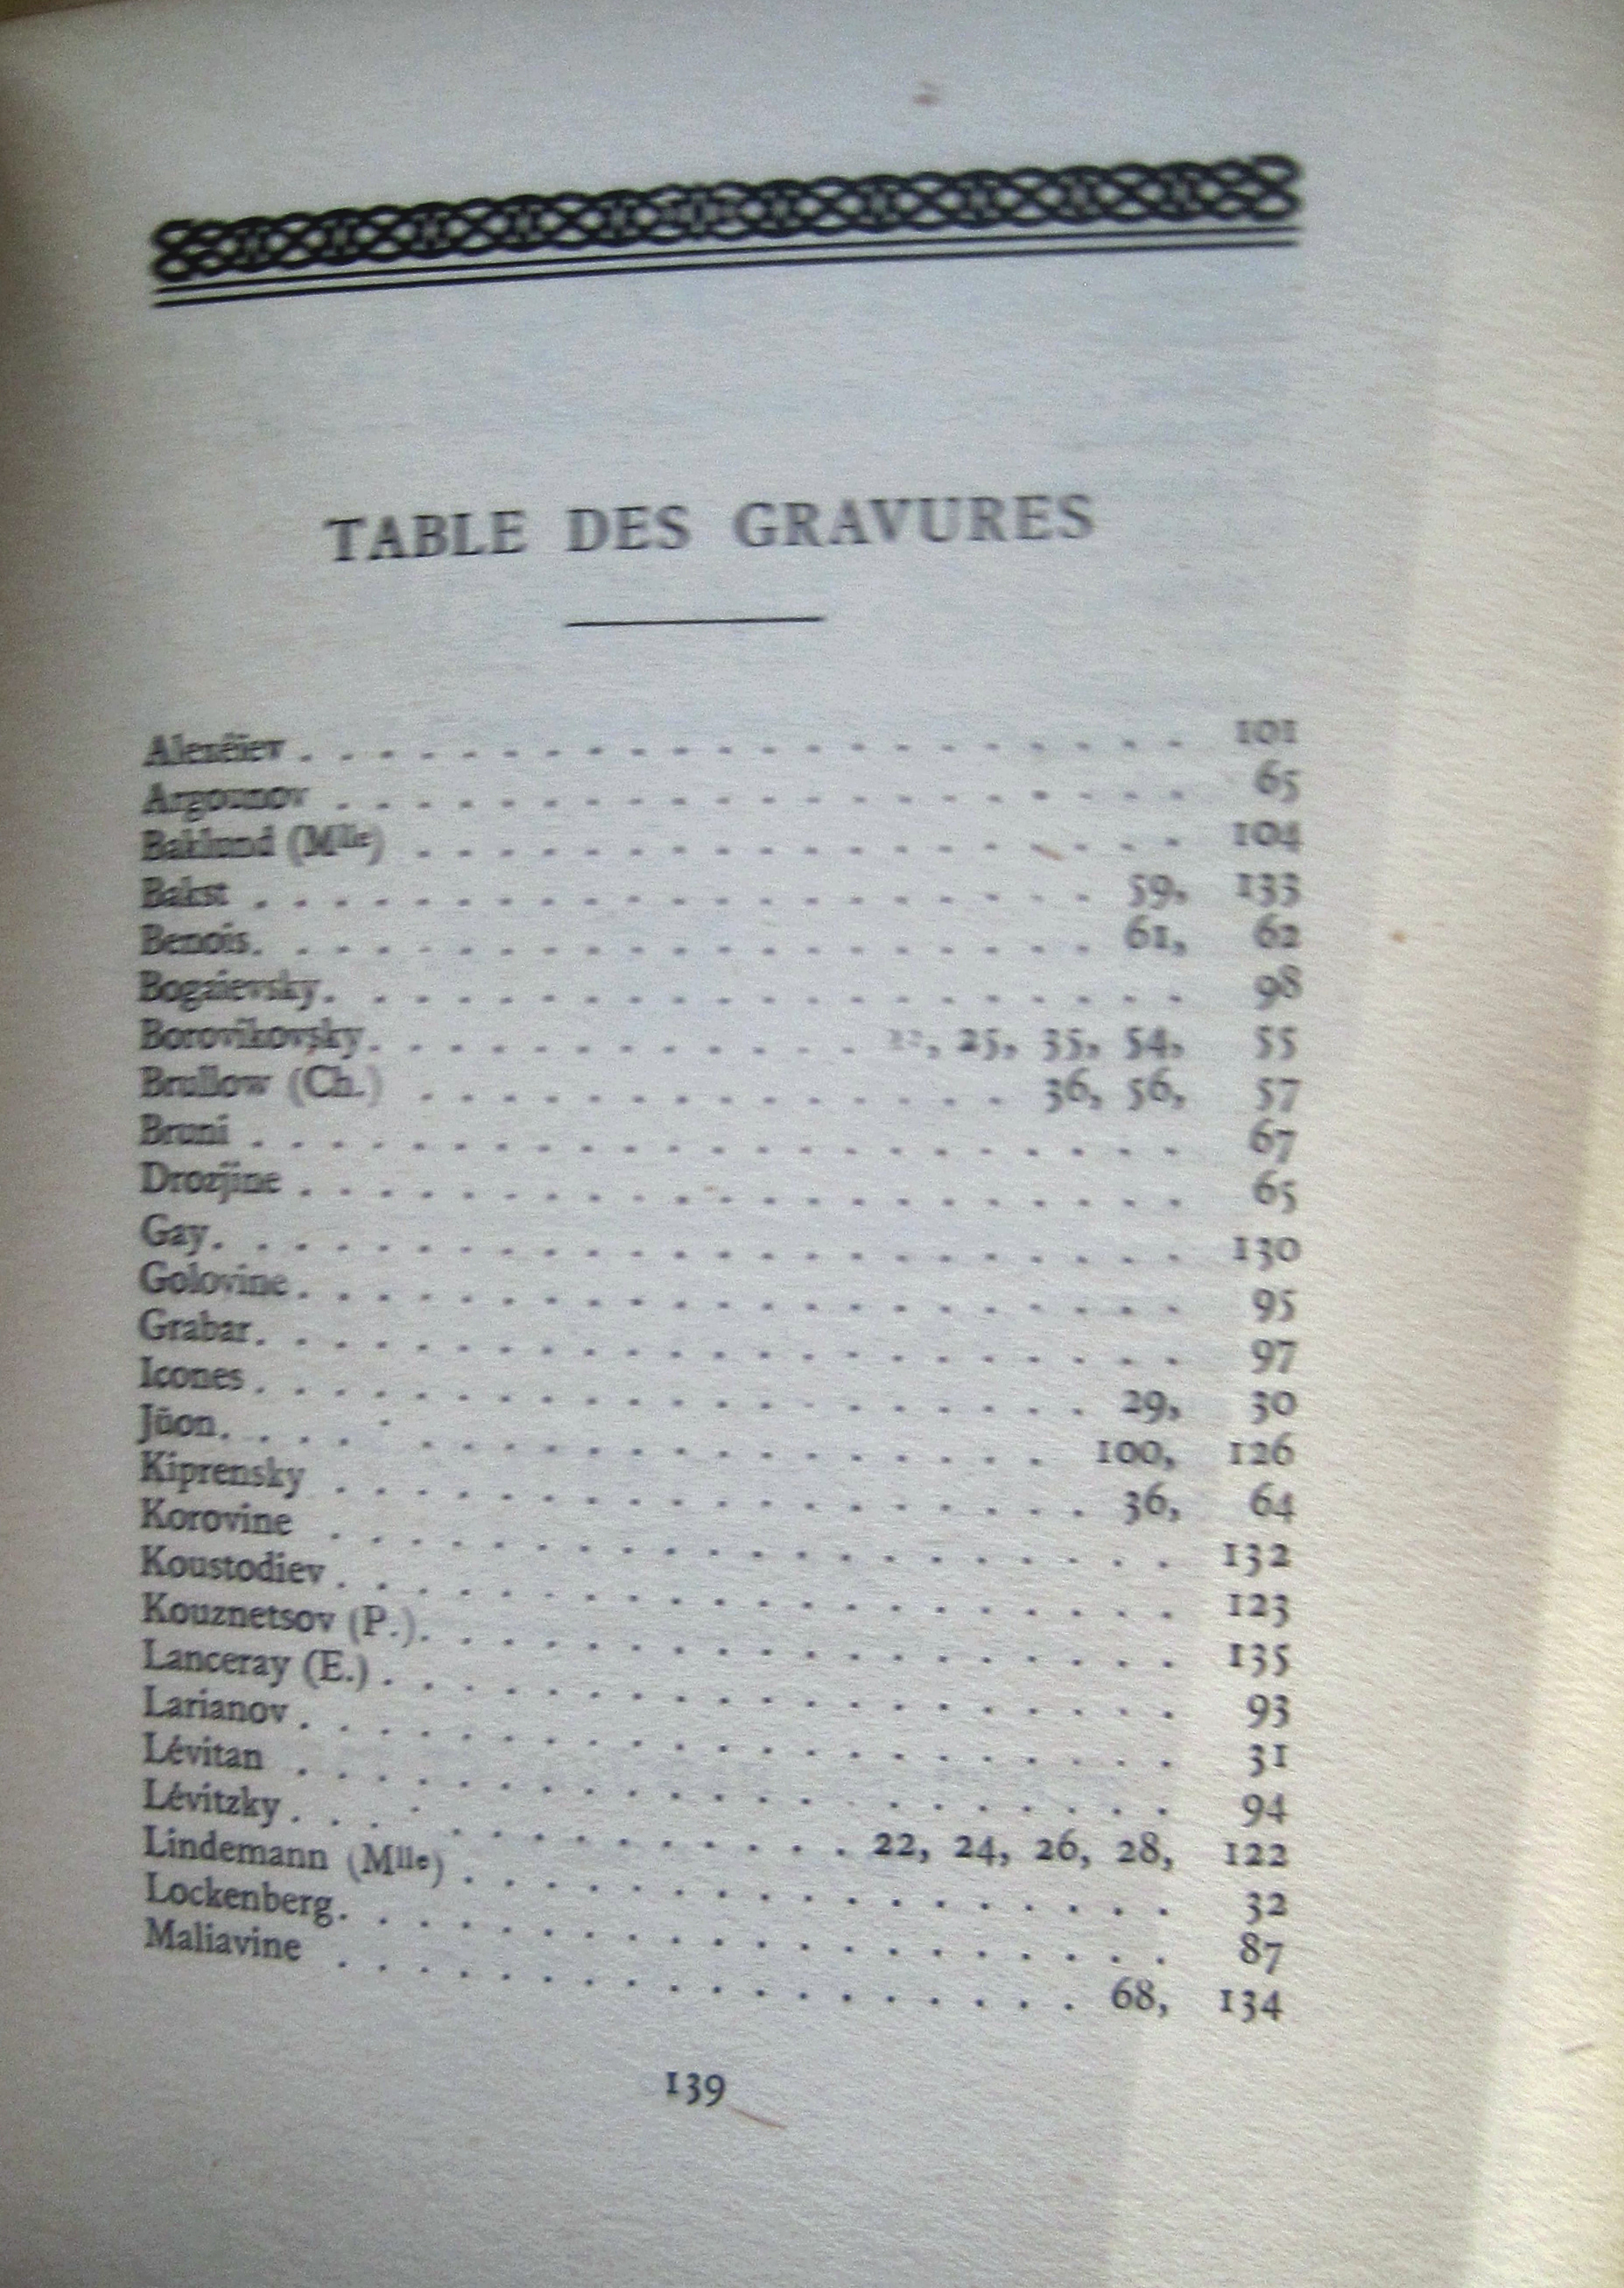 TABLE DES GRAVURES
Alexéiev . . . . . . . . . . . . . . . . . . . . . . 101
Argounov . . . . . . . . . . . . . . . . . . . . . 65
Baklund (Mlle) . . . . . . . . . . . . . . . . . . . 104
Bakst . . . . . . . . . . . . . . . . . . . . . 59, 133
Benois. . . . . . . . . . . . . . . . . . . . . 61, 62
Bogaievsky. . . . . . . . . . . . . . . . . . . . . 98
Borovikovsky. . . . . . . . . . . . . 25, 35, 54, 55
Brullow (Ch.) . . . . . . . . . . . . . . . 36, 56, 57
Bruni . . . . . . . . . . . . . . . . . . . . . . . 67
Drozjine . . . . . . . . . . . . . . . . . . . . . . 65
Gay. . . . . . . . . . . . . . . . . . . . . . . . 130
Golovine. . . . . . . . . . . . . . . . . . . . . . 95
Grabar. . . . . . . . . . . . . . . . . . . . . . . 97
Icones . . . . . . . . . . . . . . . . . . . . . 29, 30
Jüon. . . . . . . . . . . . . . . . . . . . . 100, 126
Kiprensky . . . . . . . . . . . . . . . . . . . 36, 64
Korovine . . . . . . . . . . . . . . . . . . . . . 132
Koustodiev . . . . . . . . . . . . . . . . . . . . . 123
Kouznetsov (P.). . . . . . . . . . . . . . . . . . . 135
Lanceray (E.) . . . . . . . . . . . . . . . . . . . . 93
Larianov . . . . . . . . . . . . . . . . . . . . . . 31
Lévitan . . . . . . . . . . . . . . . . . . . . . . 94
Lévitzky . . . . . . . . . . . . . . 22, 24, 26, 28, 122
Lindemann (Mlle) . . . . . . . . . . . . . . . . . . 32
Lockenberg. . . . . . . . . . . . . . . . . . . . . 87
Maliavine . . . . . . . . . . . . . . . . . . . 68, 134
139